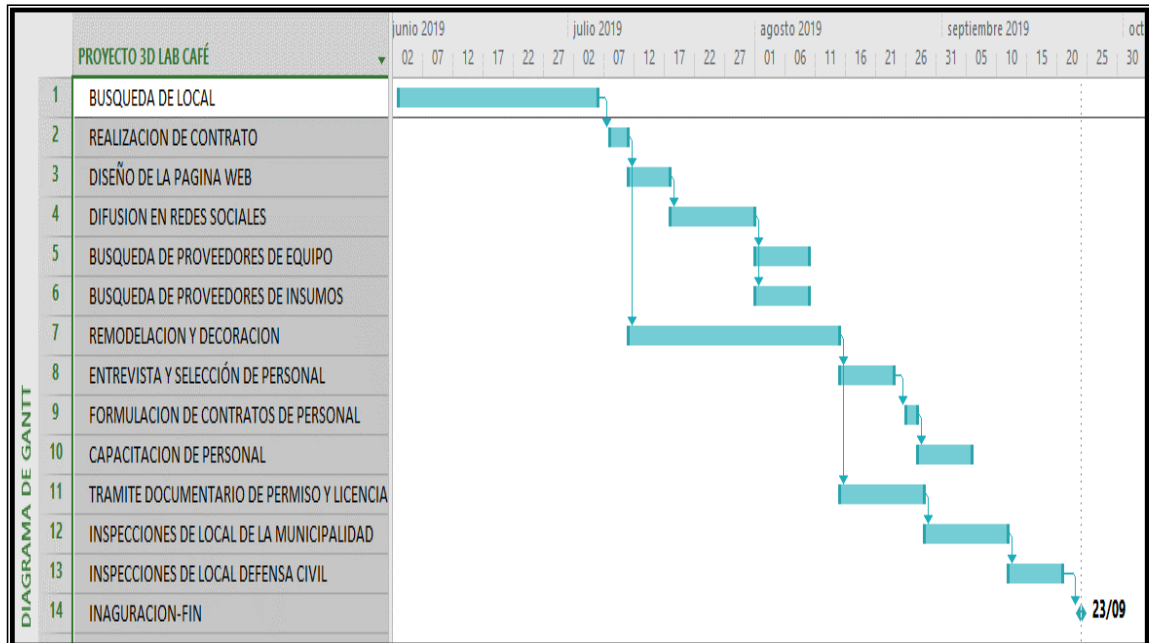 junio 2019 julio 2019 agosto 2019 septiembre 2019 oct
PROYECTO 3D LAB CAFÉ 02 07 12 17 22 27 02 07 12 17 22 27 01 06 11 16 21 26 31 05 10 15 20 25 30
1 BUSQUEDA DE LOCAL
2 REALIZACION DE CONTRATO
3 DISEÑO DE LA PAGINA WEB
4 DIFUSION EN REDES SOCIALES
5 BUSQUEDA DE PROVEEDORES DE EQUIPO
6 BUSQUEDA DE PROVEEDORES DE INSUMOS
7 REMODELACION Y DECORACION
8 ENTREVISTA Y SELECCIÓN DE PERSONAL
9 FORMULACION DE CONTRATOS DE PERSONAL
10 CAPACITACION DE PERSONAL
11 TRAMITE DOCUMENTARIO DE PERMISO Y LICENCIA
12 INSPECCIONES DE LOCAL DE LA MUNICIPALIDAD
13 INSPECCIONES DE LOCAL DEFENSA CIVIL
14 INAGURACION-FIN 23/09
DIAGRAMA DE GANTT